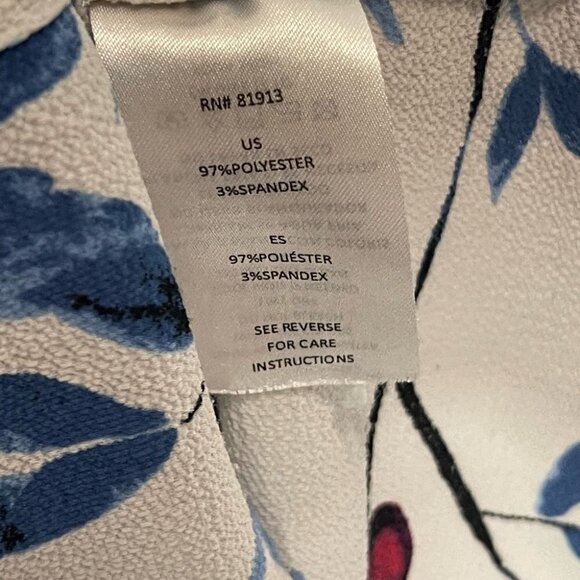 RN# 81913
US
97%POLYESTER
3%SPANDEX
ES
97%POLIÉSTER
3%SPANDEX
SEE REVERSE
FOR CARE
INSTRUCTIONS